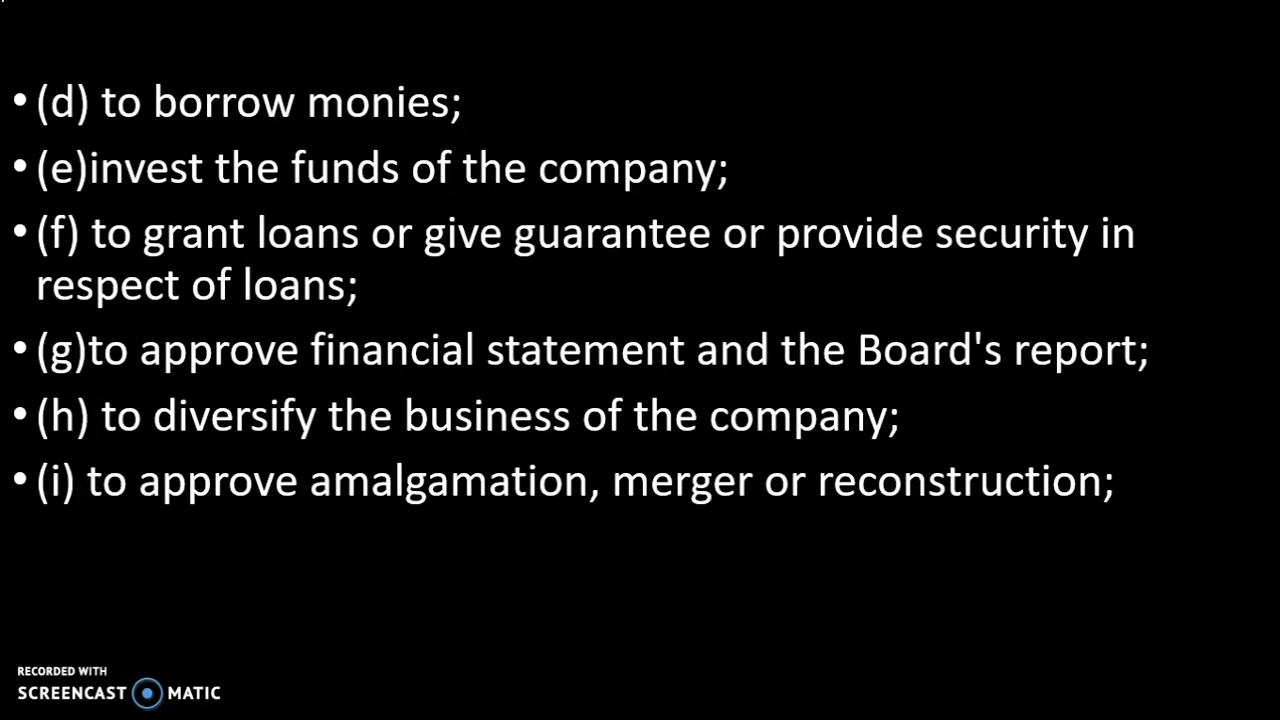 • (d) to borrow monies;
• (e)invest the funds of the company;
• (f) to grant loans or give guarantee or provide security in
respect of loans;
• (g)to approve financial statement and the Board's report;
• (h) to diversify the business of the company;
• (i) to approve amalgamation, merger or reconstruction;
RECORDED WITH
SCREENCAST MATIC